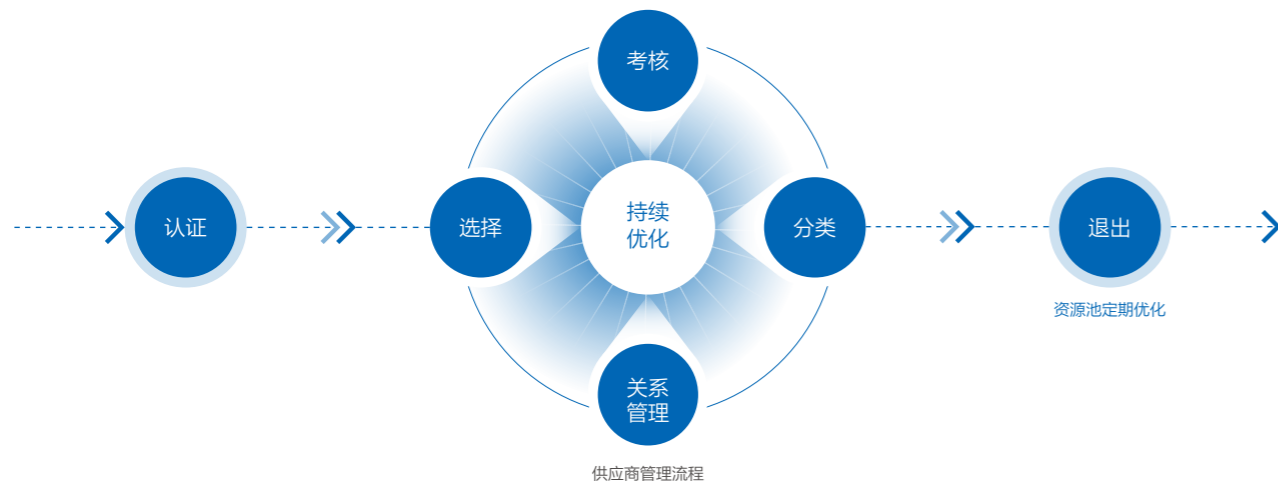 考核
认证
选择
持续
优化
分类
退出
资源池定期优化
关系
管理
供应商管理流程